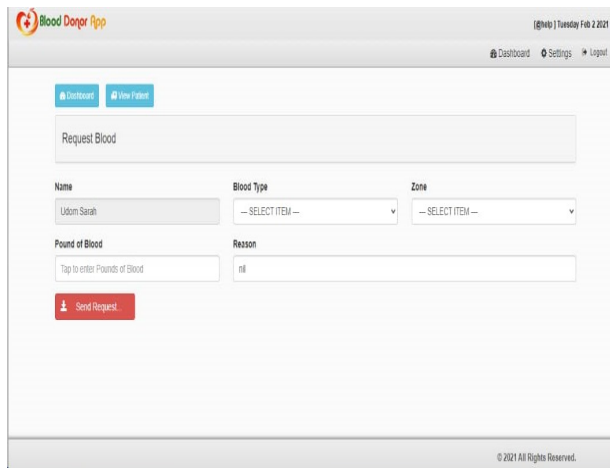 Blood Donor App
[@help ] Tuesday Feb 2 2021
Dashboard Settings Logout
Dashboard View Patient
Request Blood
Name Blood Type Zone
Udom Sarah --- SELECT ITEM --- --- SELECT ITEM ---
Pound of Blood Reason
Tap to enter Pounds of Blood nil
Send Request...
© 2021 All Rights Reserved.